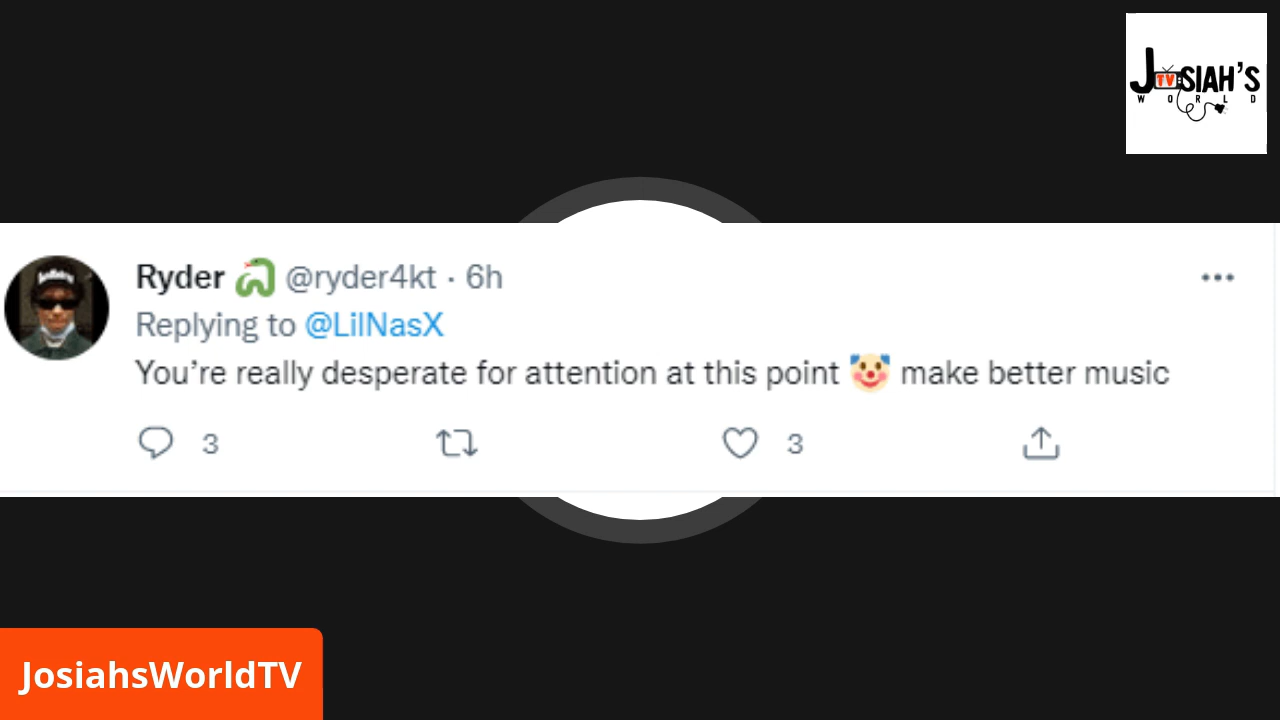 JOSIAH'S
TV
WORLD
Ryder 🐍 @ryder4kt · 6h
Replying to @LilNasX
You're really desperate for attention at this point 🤡 make better music
3 3
JosiahsWorldTV